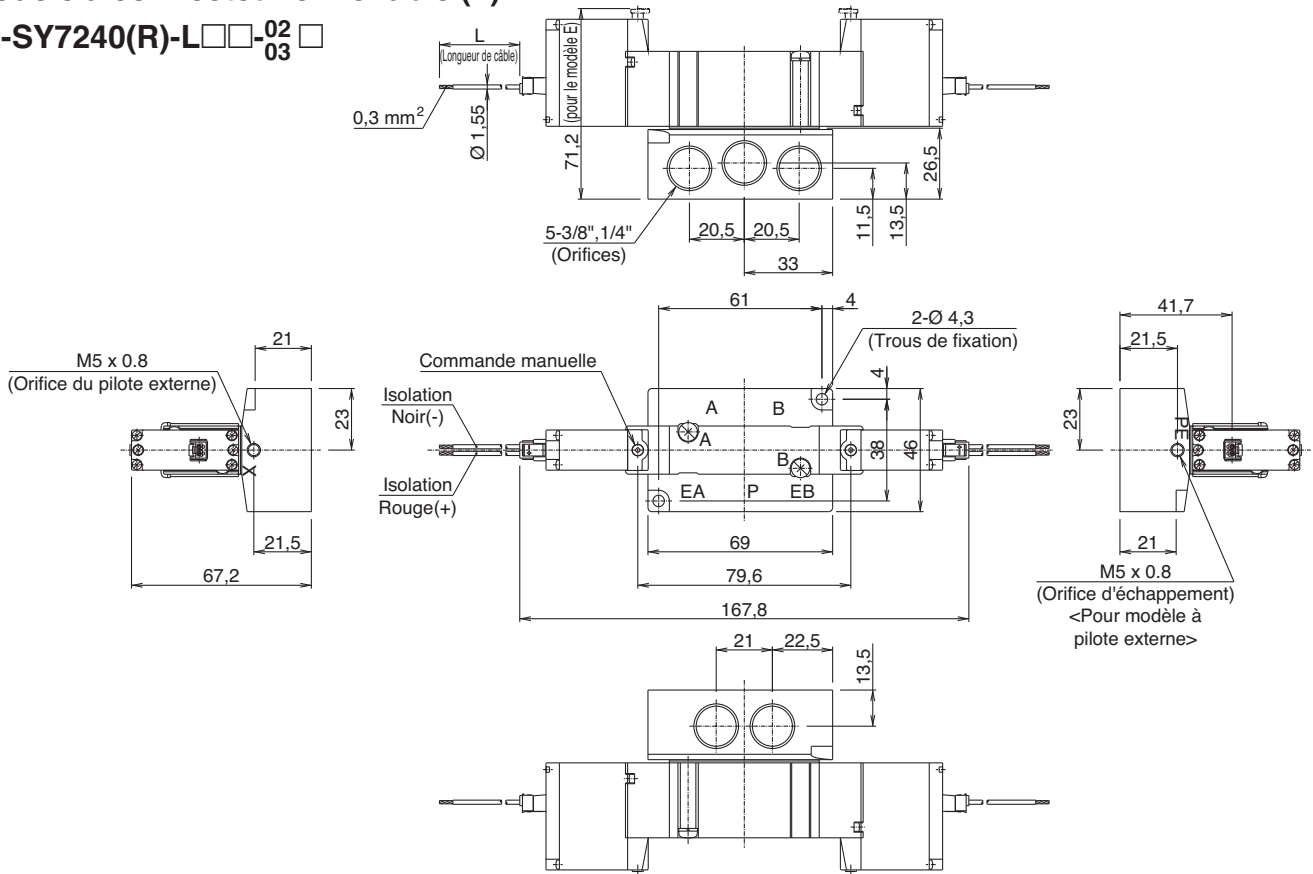 -SY7240(R)-L□□-02 03 □
L
(Longueur de câble)
0,3 mm2
Ø 1,55
71,2
(pour le modèle E)
26,5
11,5
13,5
5-3/8",1/4"
(Orifices)
20,5
20,5
33
M5 x 0.8
(Orifice du pilote externe)
21
23
X
21,5
67,2
Commande manuelle
Isolation
Noir(-)
Isolation
Rouge(+)
61
4
2-Ø 4,3
(Trous de fixation)
4
A B
A
B
EA P EB
38
46
69
79,6
167,8
41,7
21,5
23
PE
21
M5 x 0.8
(Orifice d'échappement)
<Pour modèle à
pilote externe>
21
22,5
13,5